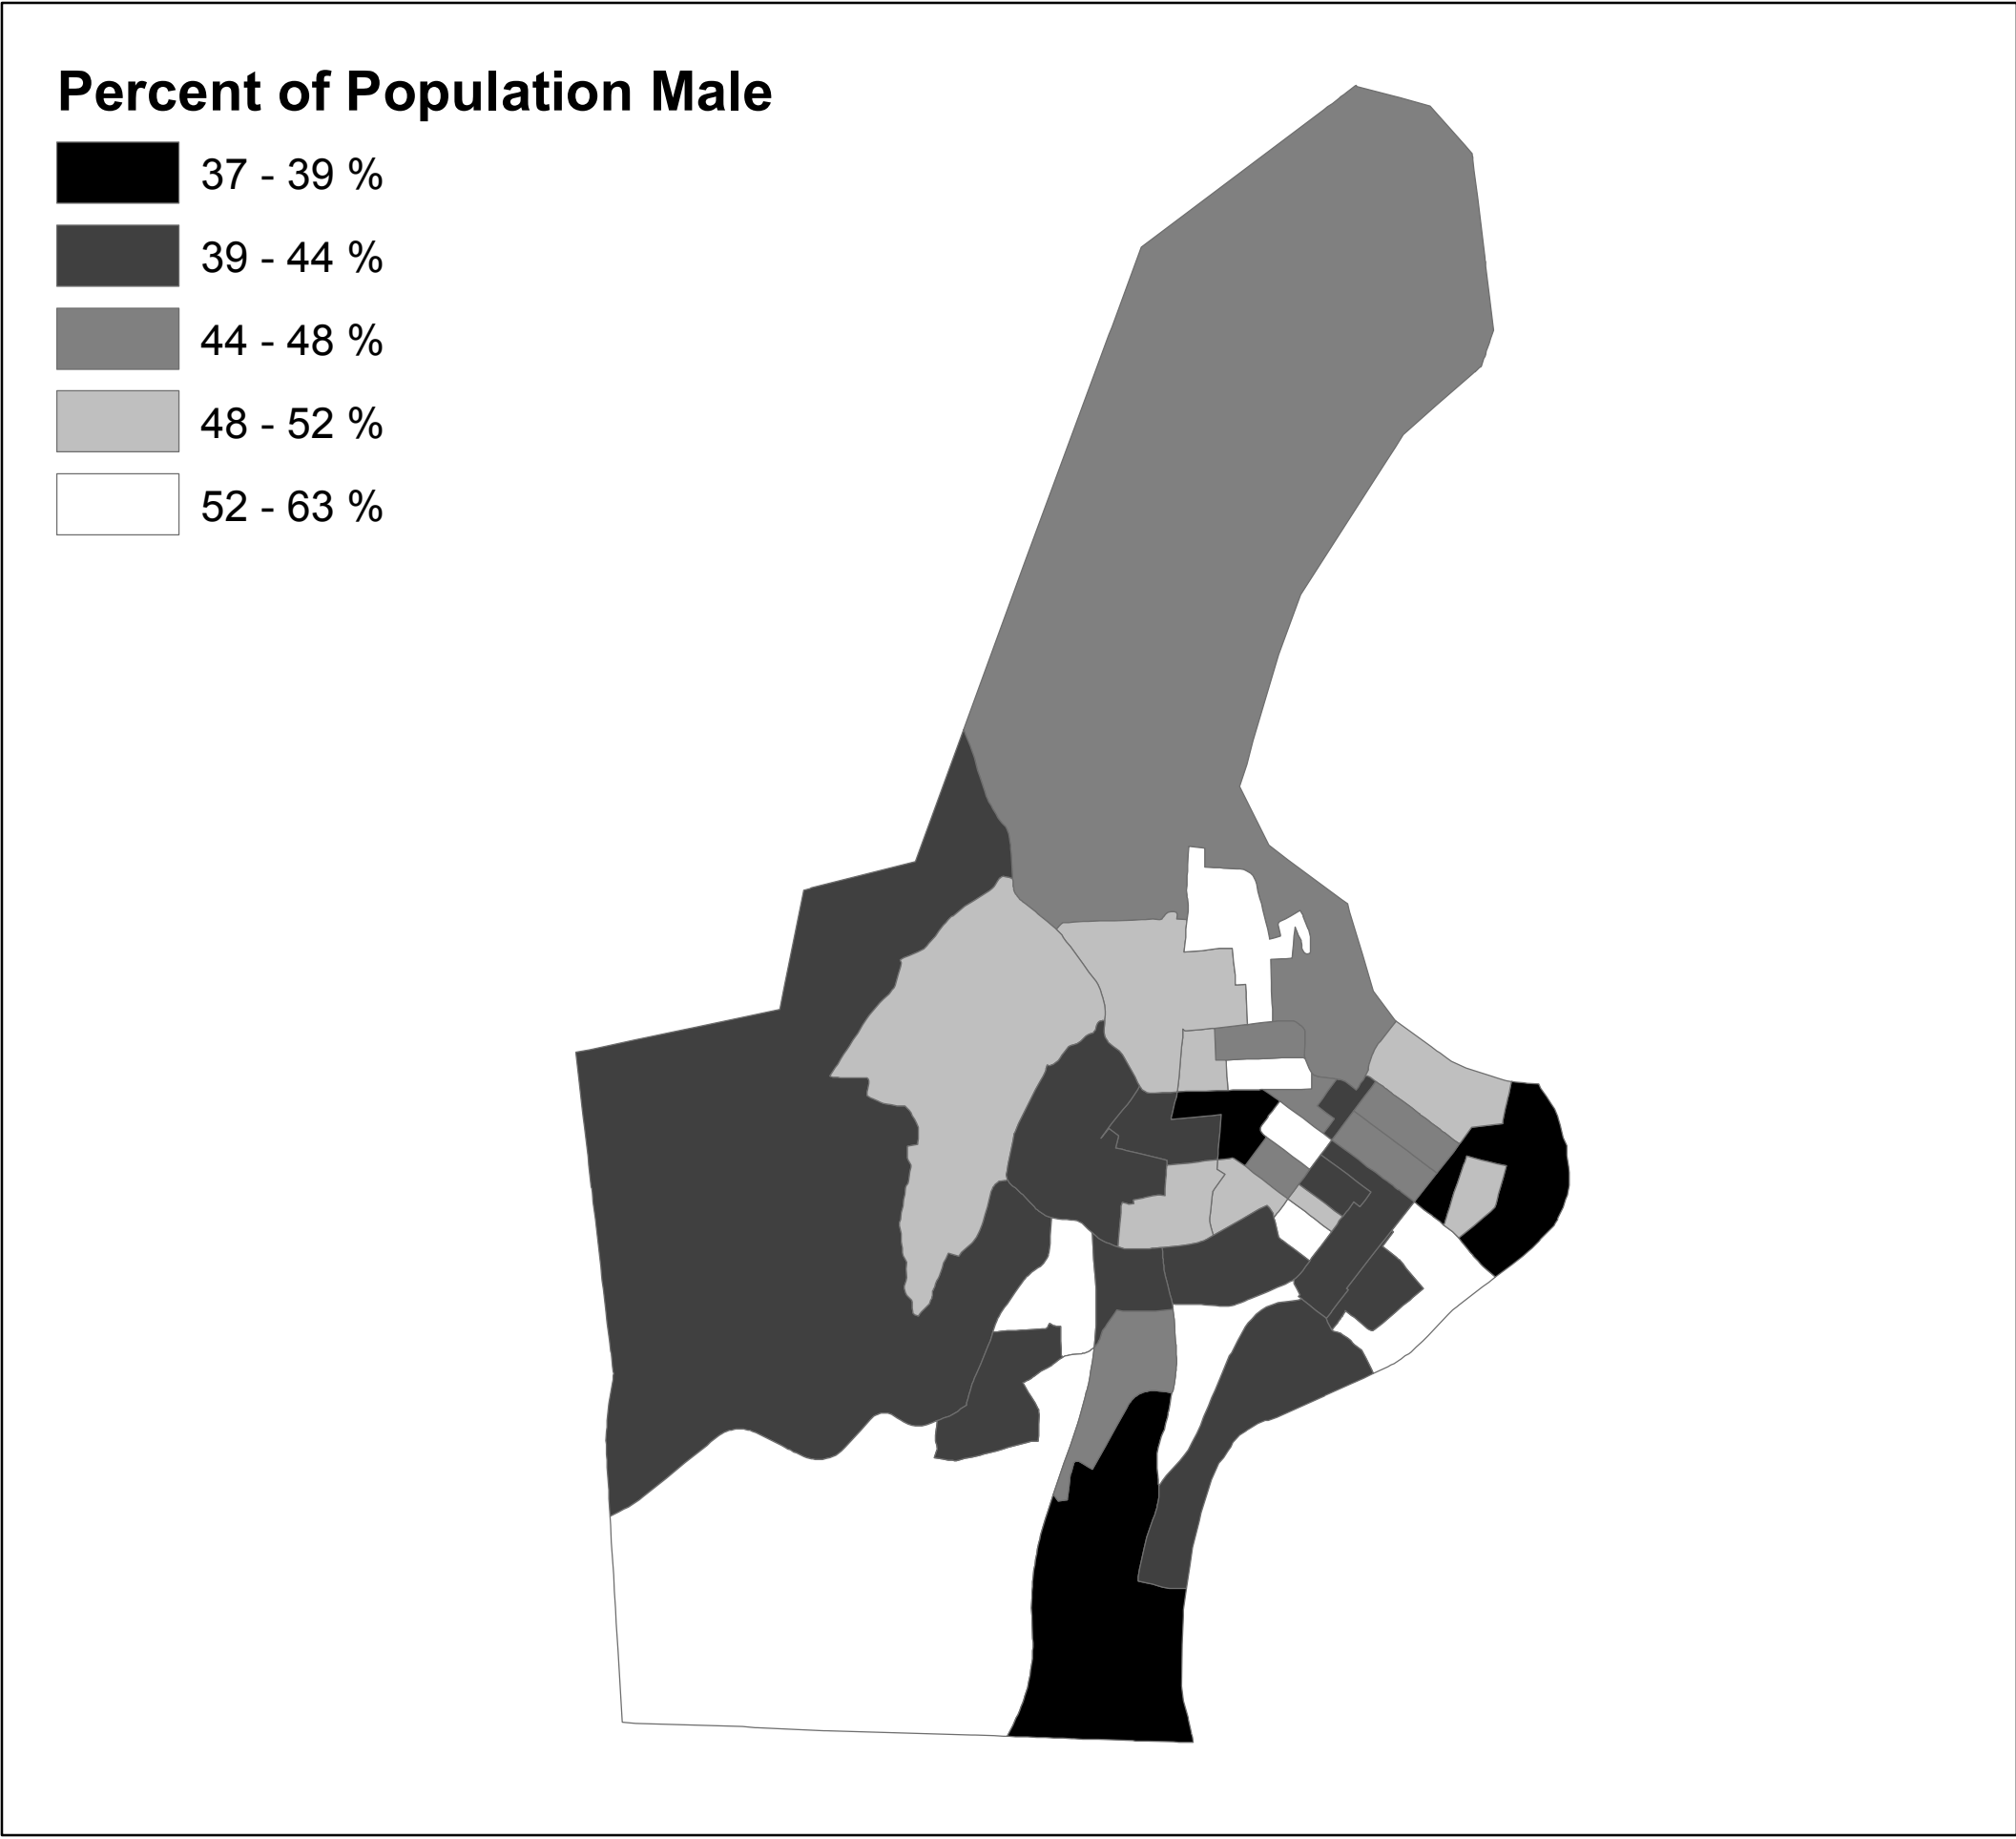 Percent of Population Male
37 - 39 %
39 - 44 %
44 - 48 %
48 - 52 %
52 - 63 %